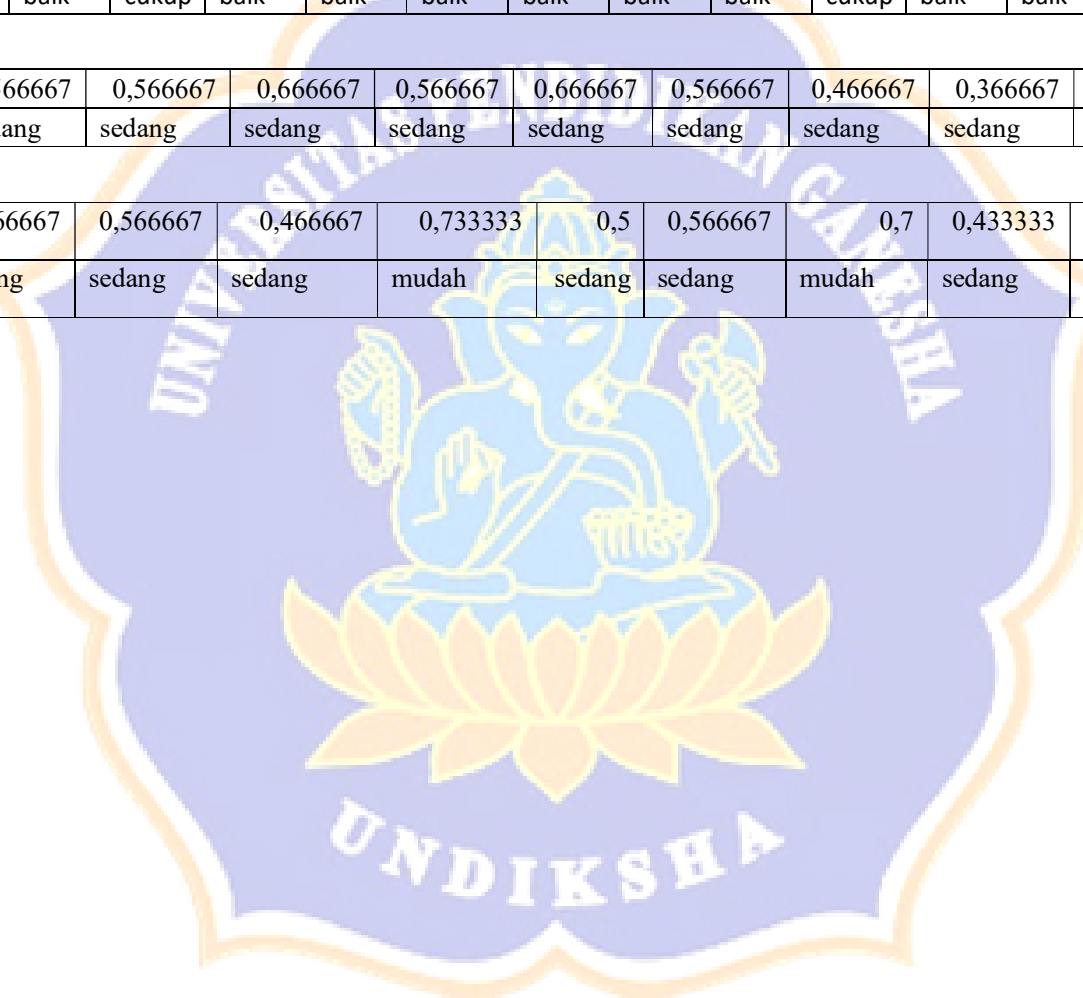 baik cukup baik baik baik baik baik baik cukup baik baik
66667 0,566667 0,666667 0,566667 0,666667 0,566667 0,466667 0,366667
ang sedang sedang sedang sedang sedang sedang sedang
66667 0,566667 0,466667 0,733333 0,5 0,566667 0,7 0,433333
ng sedang sedang mudah sedang sedang mudah sedang
UNIVERSITAS PENDIDIKAN GANESHA
UNDIKSHA